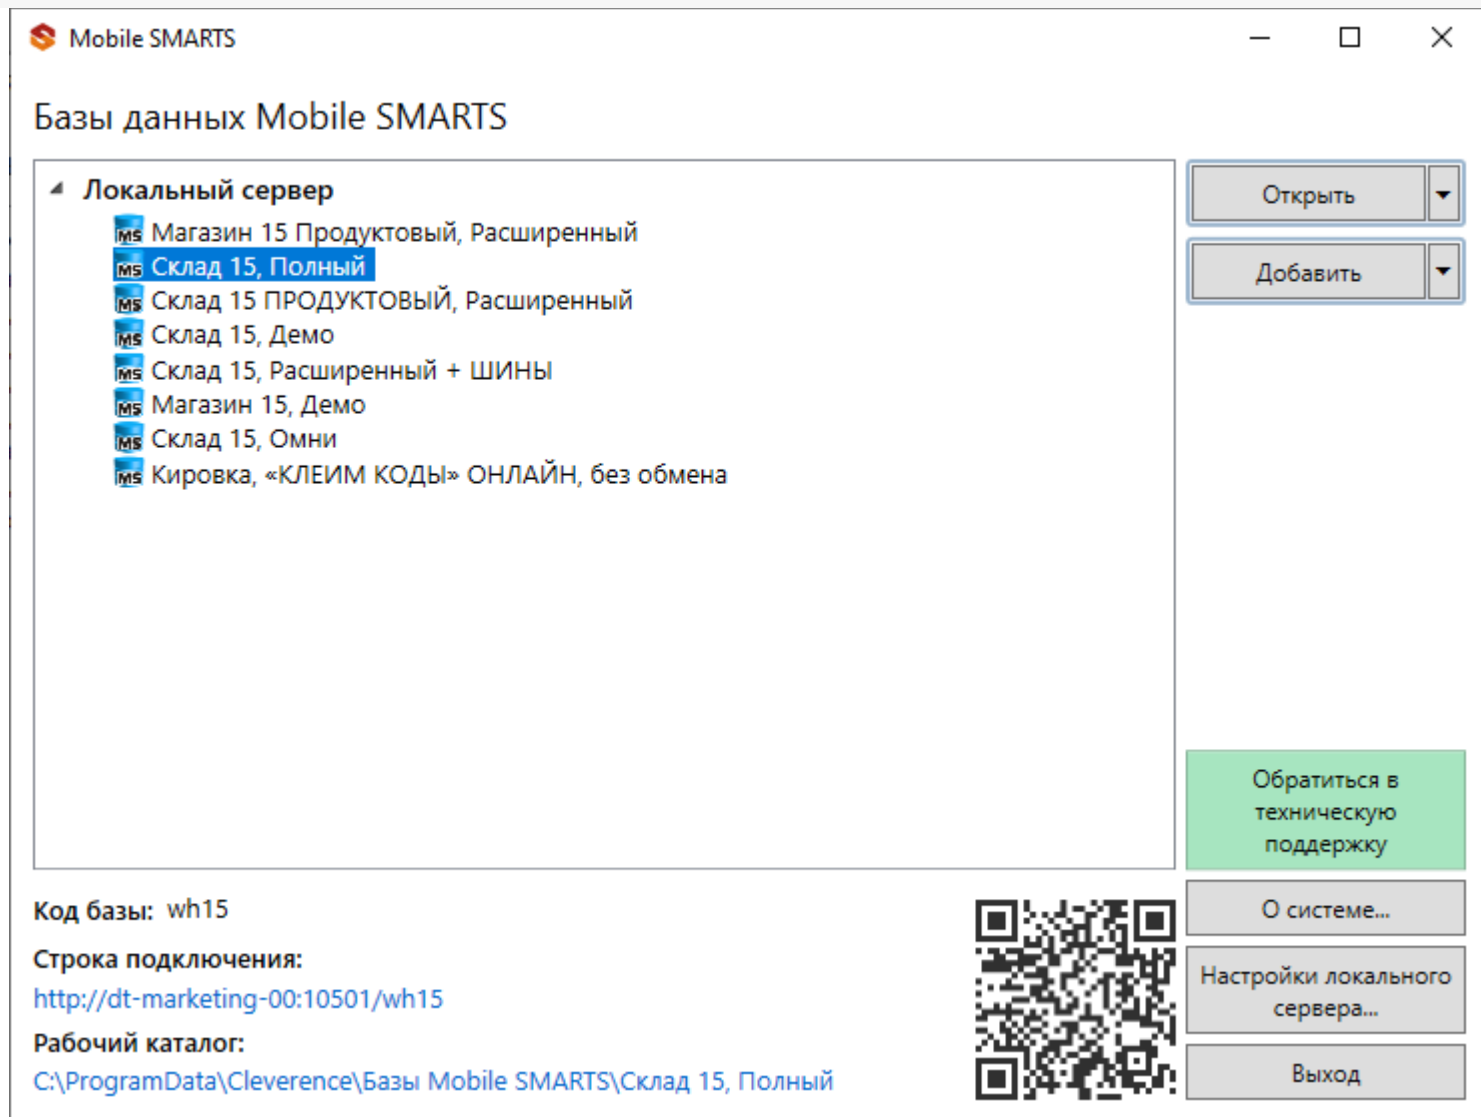 Mobile SMARTS
Базы данных Mobile SMARTS
Локальный сервер
Магазин 15 Продуктовый, Расширенный
Склад 15, Полный
Склад 15 ПРОДУКТОВЫЙ, Расширенный
Склад 15, Демо
Склад 15, Расширенный + ШИНЫ
Магазин 15, Демо
Склад 15, Омни
Кировка, «КЛЕИМ КОДЫ» ОНЛАЙН, без обмена
Открыть
Добавить
Обратиться в
техническую
поддержку
О системе...
Настройки локального
сервера...
Выход
Код базы: wh15
Строка подключения:
http://dt-marketing-00:10501/wh15
Рабочий каталог:
C:\ProgramData\Cleverence\Базы Mobile SMARTS\Склад 15, Полный